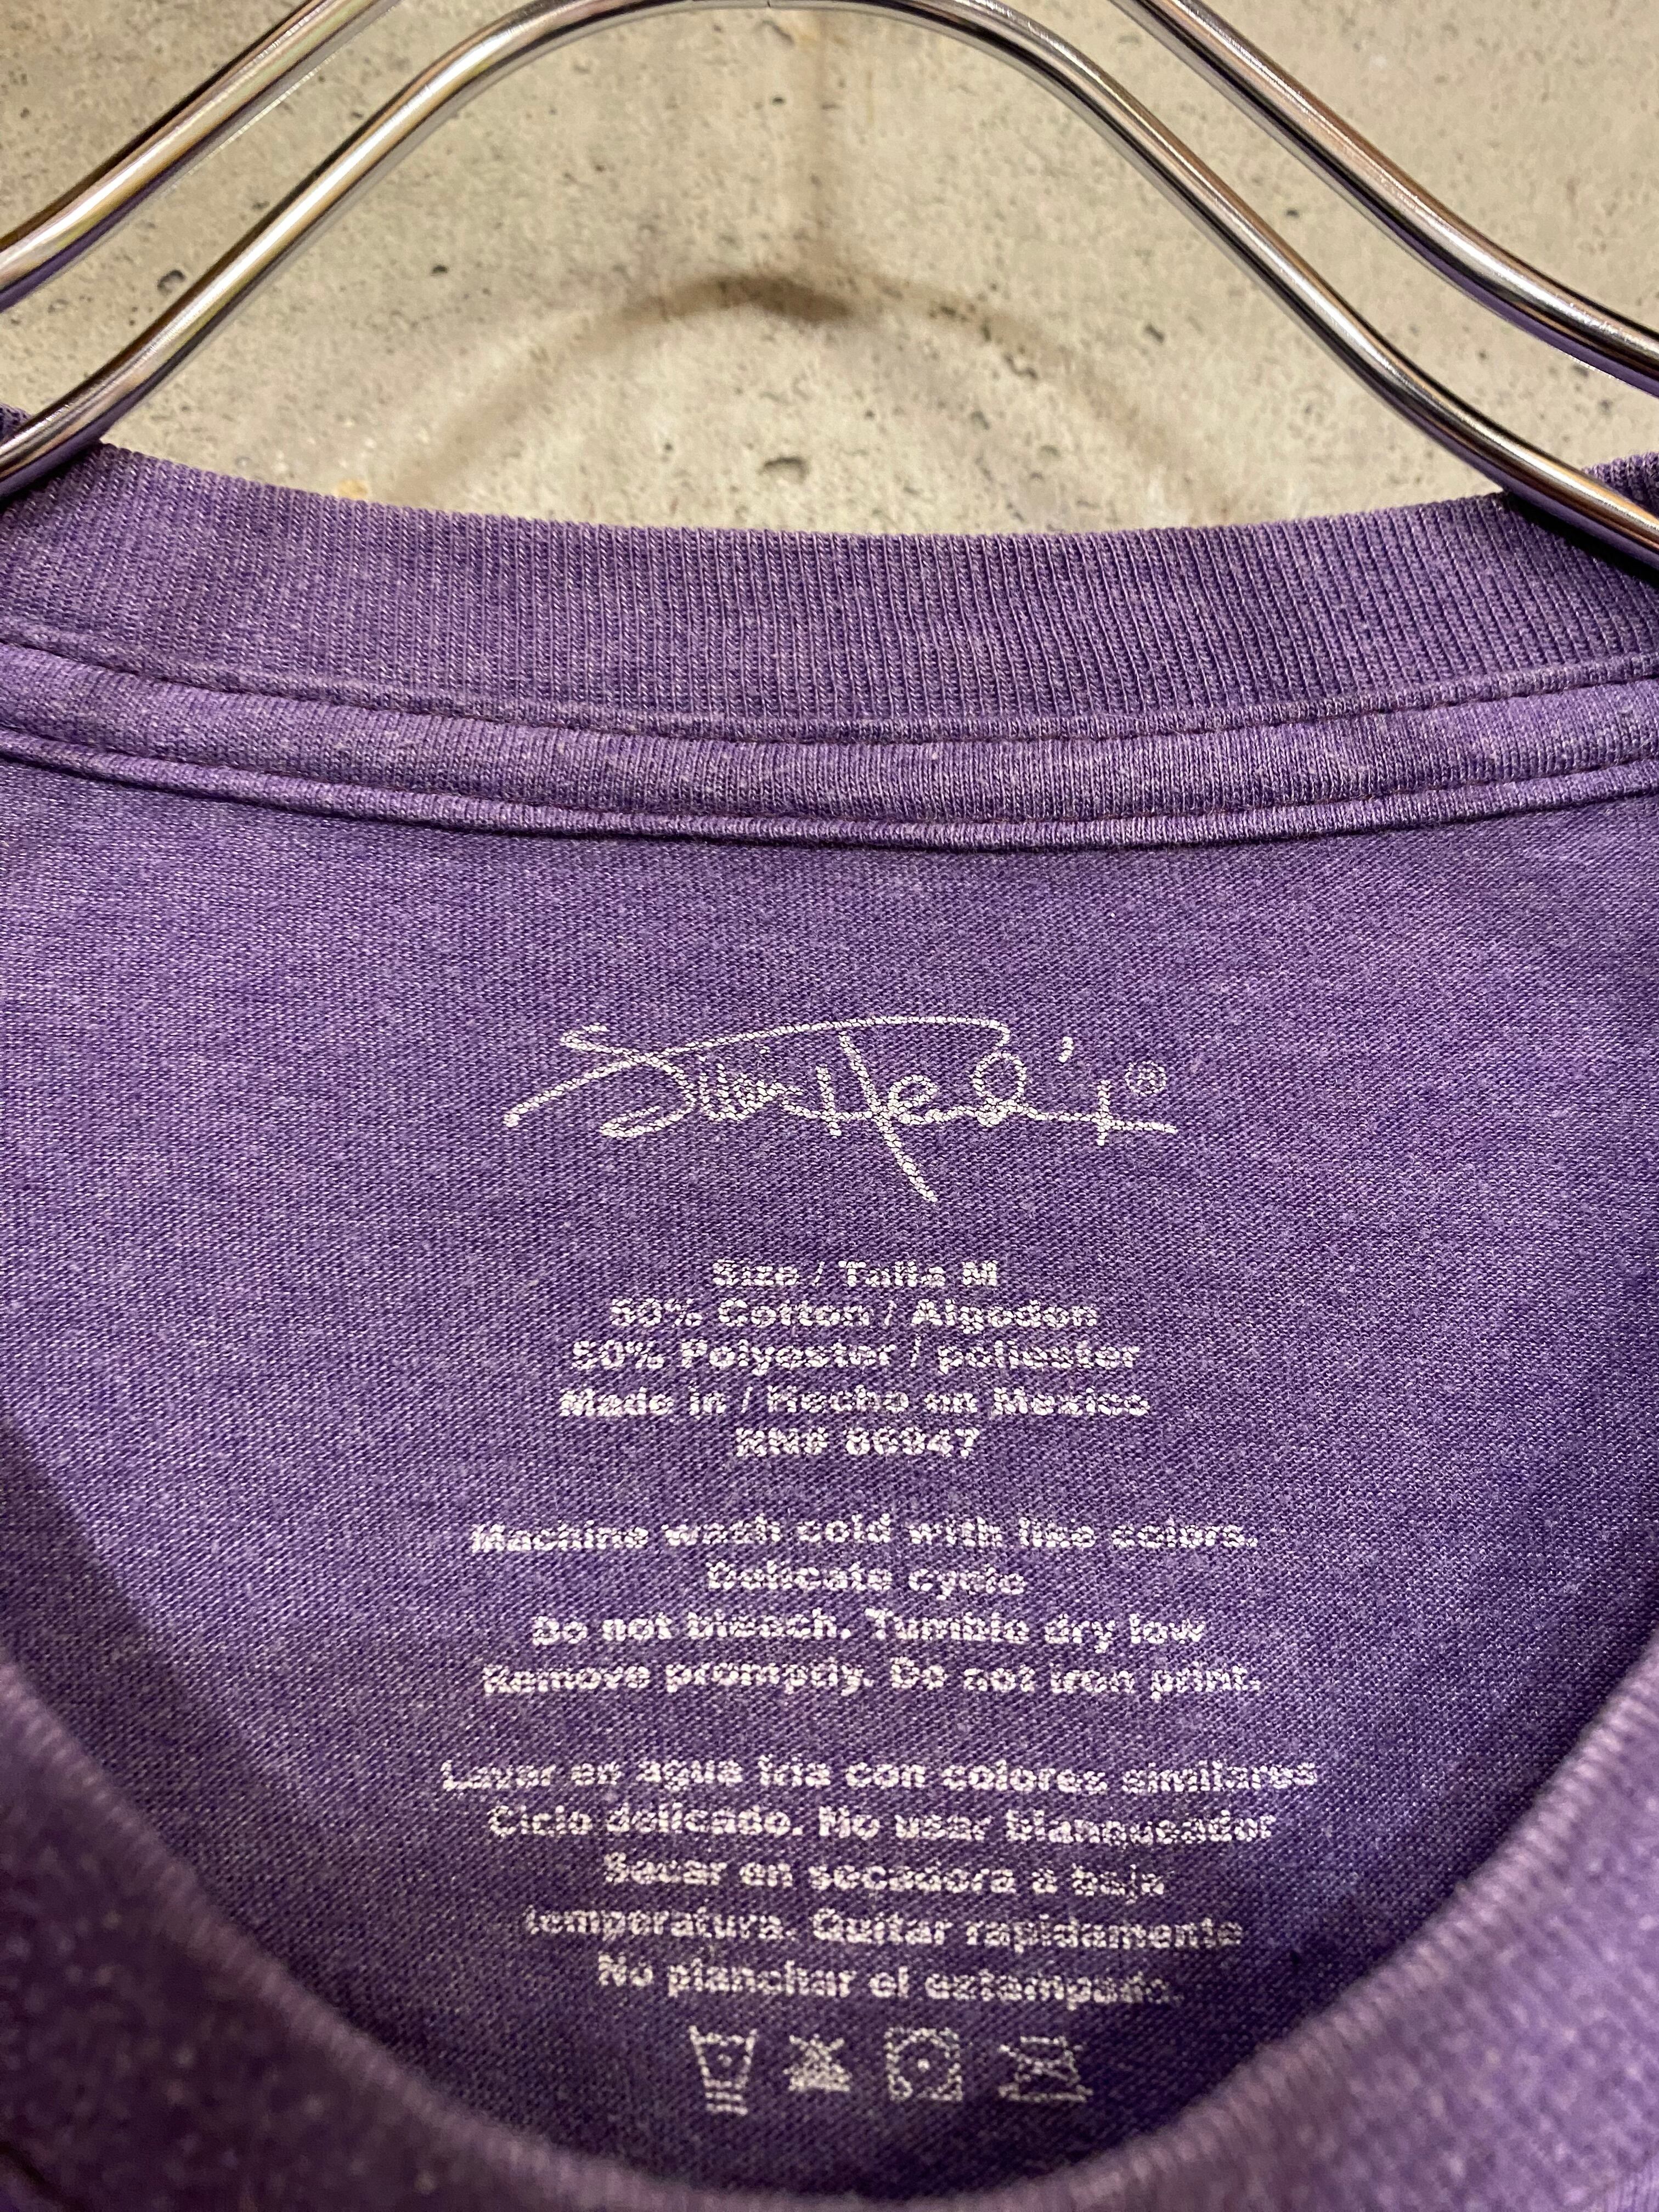 Jimi Hendrix®
Size / Talla M
50% Cotton / Algodon
50% Polyester / poliester
Made in / Hecho en Mexico
RN# 86947
Machine wash cold with like colors.
Delicate cycle
Do not bleach. Tumble dry low
Remove promptly. Do not iron print.
Lavar en agua fria con colores similares
Ciclo delicado. No usar blanqueador
Secar en secadora a baja
temperatura. Quitar rapidamente
No planchar el estampado.